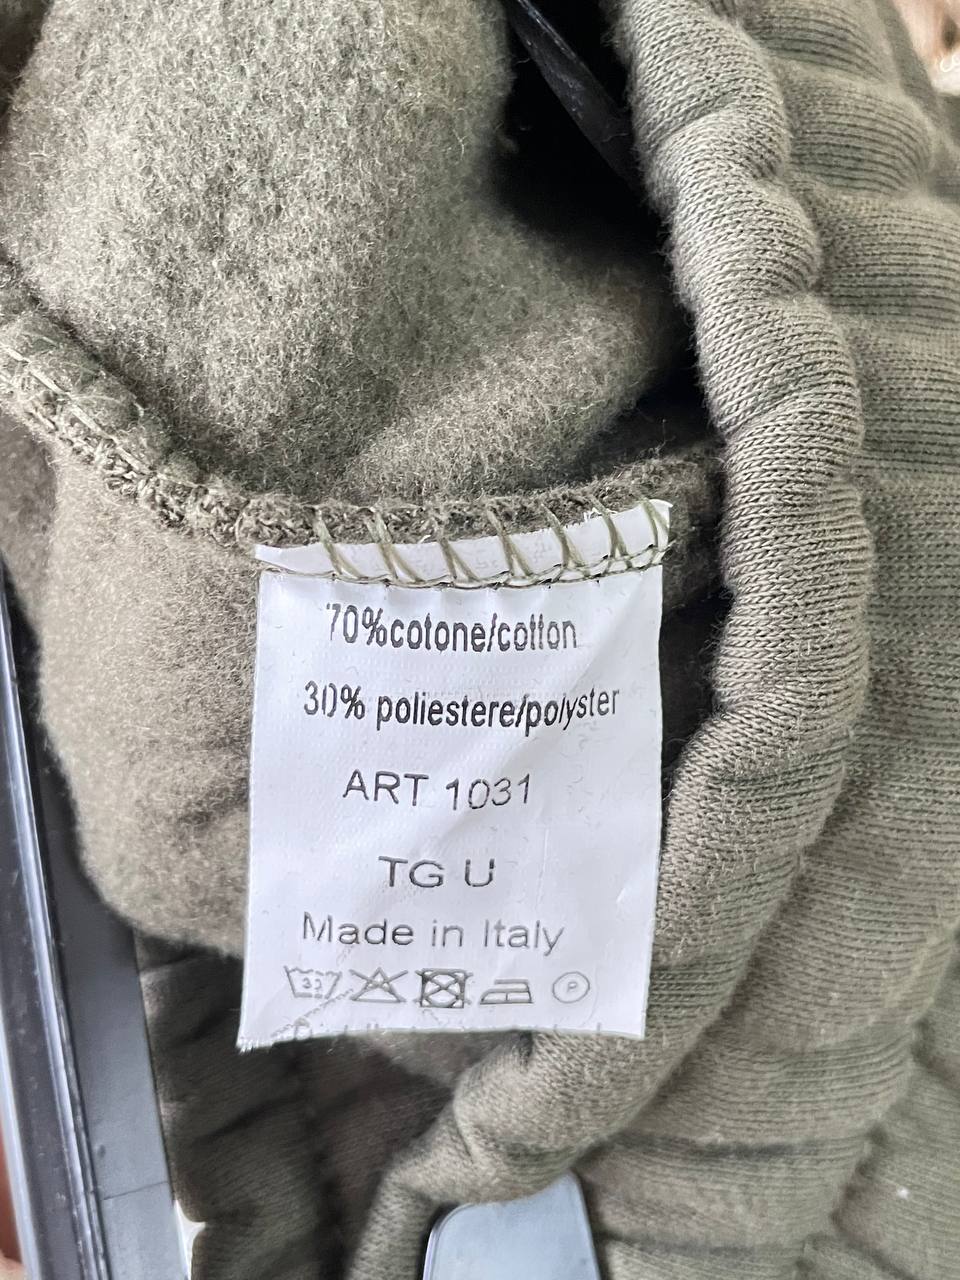 70%cotone/cotton
30% poliestere/polyster
ART 1031
TG U
Made in Italy
P